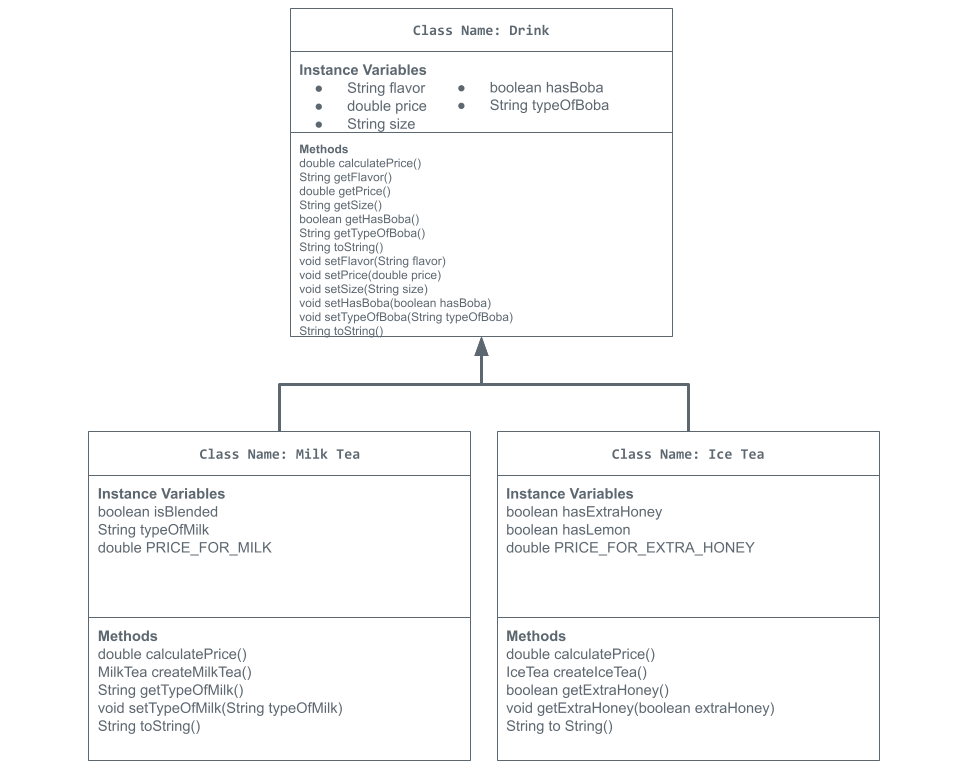 Class Name: Drink
Instance Variables
● String flavor
● double price
● String size
● boolean hasBoba
● String typeOfBoba
Methods
double calculatePrice()
String getFlavor()
double getPrice()
String getSize()
boolean getHasBoba()
String getTypeOfBoba()
String toString()
void setFlavor(String flavor)
void setPrice(double price)
void setSize(String size)
void setHasBoba(boolean hasBoba)
void setTypeOfBoba(String typeOfBoba)
String toString()
Class Name: Milk Tea
Instance Variables
boolean isBlended
String typeOfMilk
double PRICE_FOR_MILK
Methods
double calculatePrice()
MilkTea createMilkTea()
String getTypeOfMilk()
void setTypeOfMilk(String typeOfMilk)
String toString()
Class Name: Ice Tea
Instance Variables
boolean hasExtraHoney
boolean hasLemon
double PRICE_FOR_EXTRA_HONEY
Methods
double calculatePrice()
IceTea createIceTea()
boolean getExtraHoney()
void getExtraHoney(boolean extraHoney)
String to String()